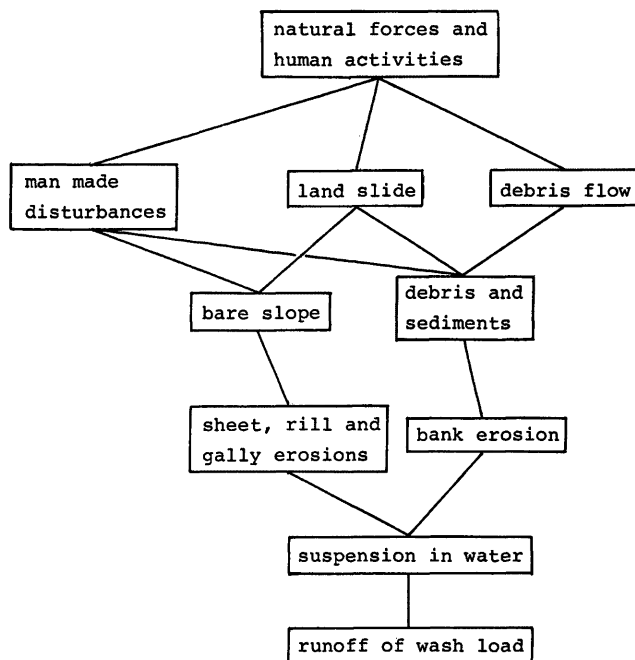 natural forces and
human activities
man made
disturbances
land slide
debris flow
bare slope
debris and
sediments
sheet, rill and
gally erosions
bank erosion
suspension in water
runoff of wash load